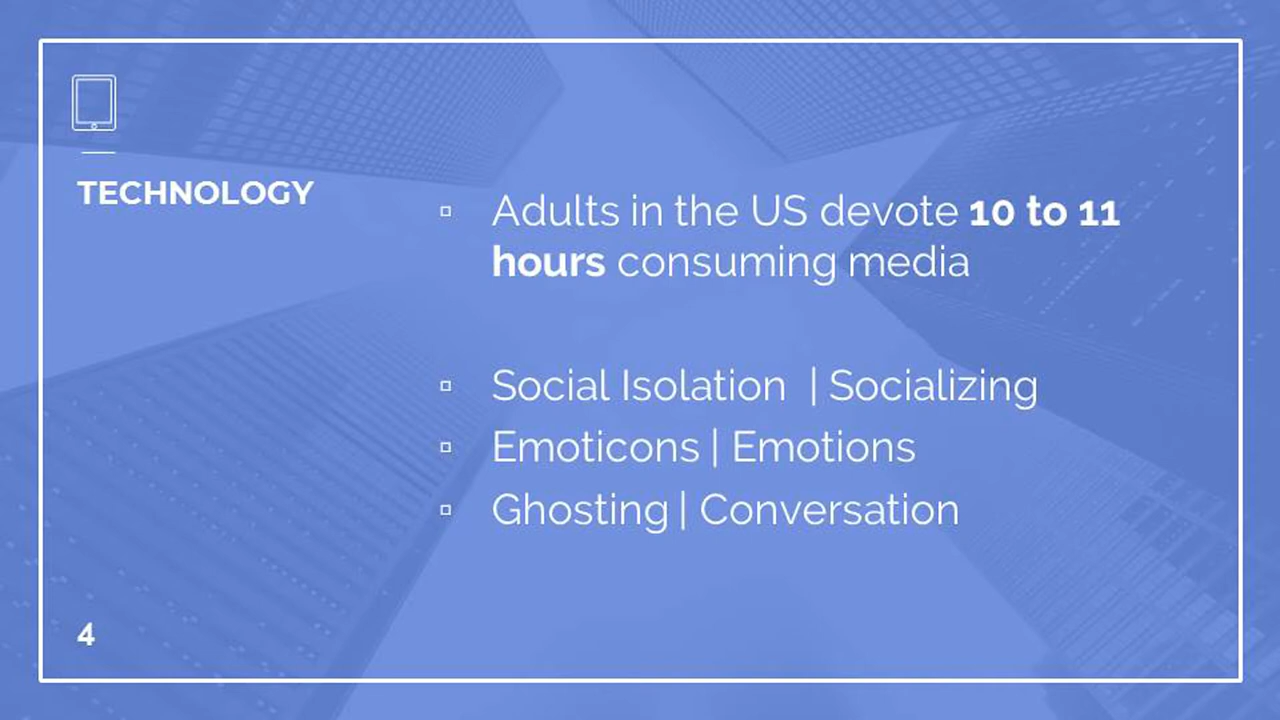 TECHNOLOGY
▫ Adults in the US devote 10 to 11
hours consuming media
▫ Social Isolation | Socializing
▫ Emoticons | Emotions
▫ Ghosting | Conversation
4